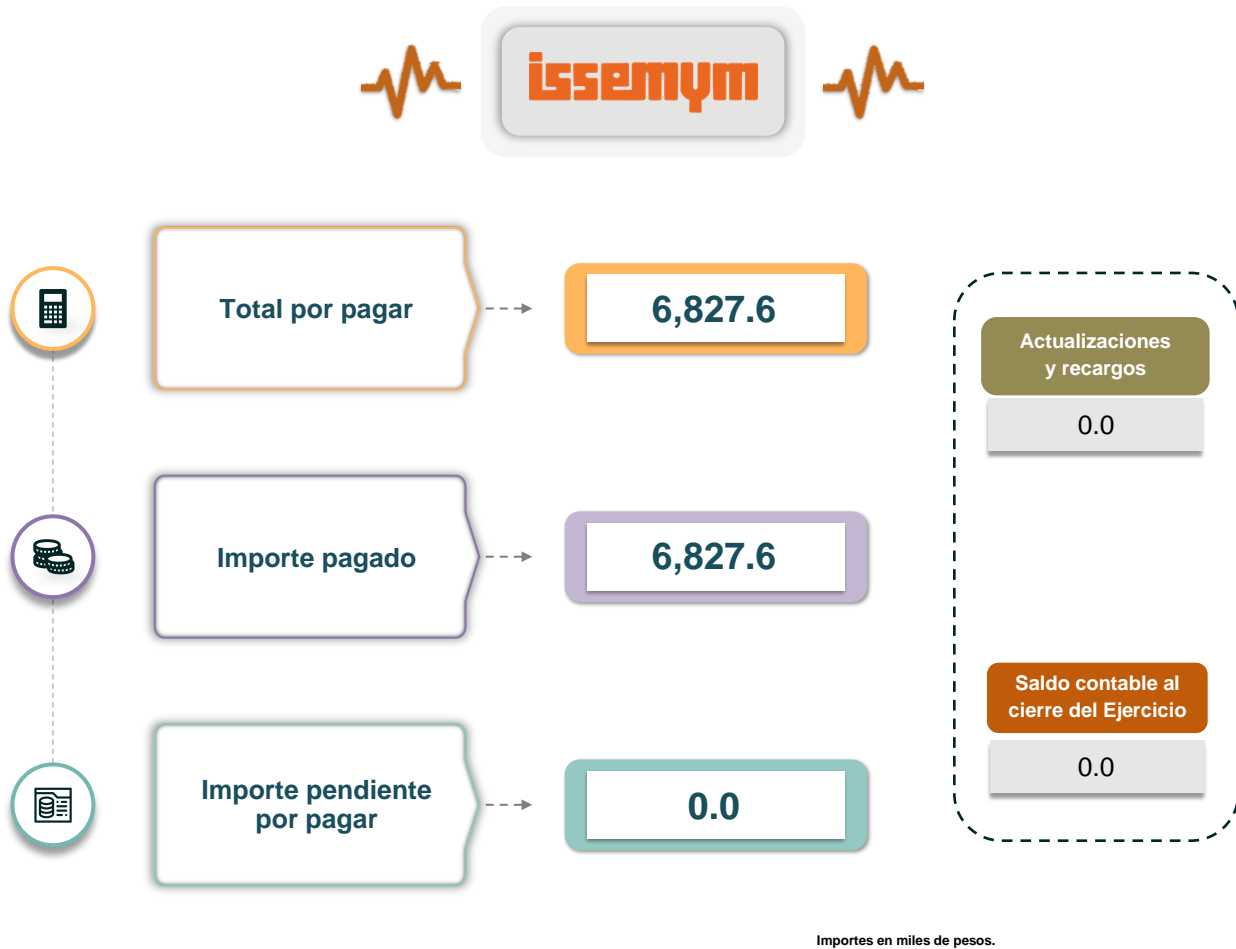 issemym
Total por pagar
6,827.6
Actualizaciones
y recargos
0.0
Importe pagado
6,827.6
Saldo contable al
cierre del Ejercicio
0.0
Importe pendiente
por pagar
0.0
Importes en miles de pesos.